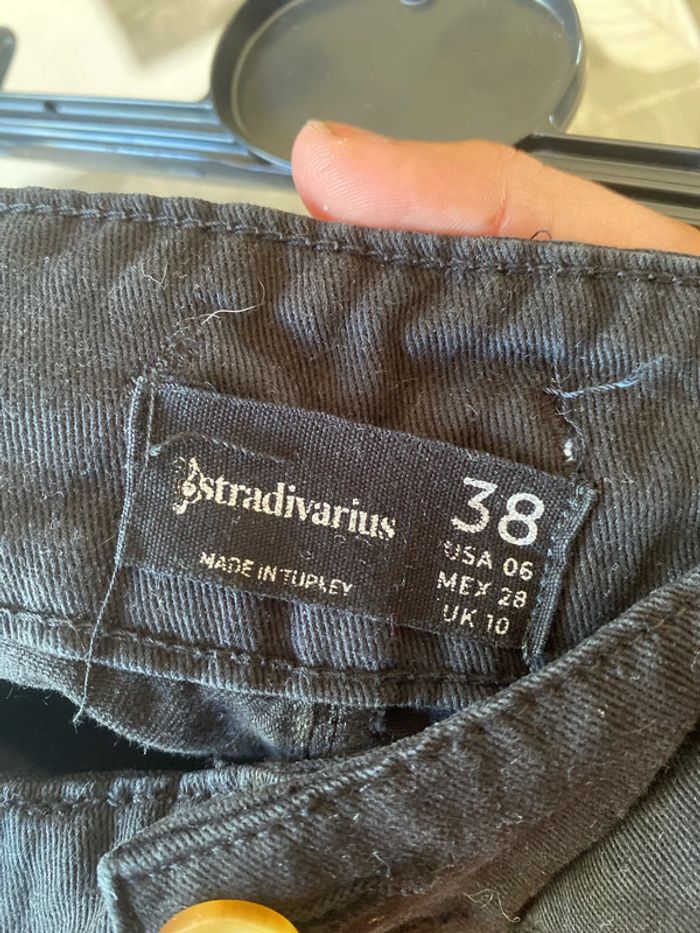 stradivarius
MADE IN TURKEY
38
USA 06
MEX 28
UK 10